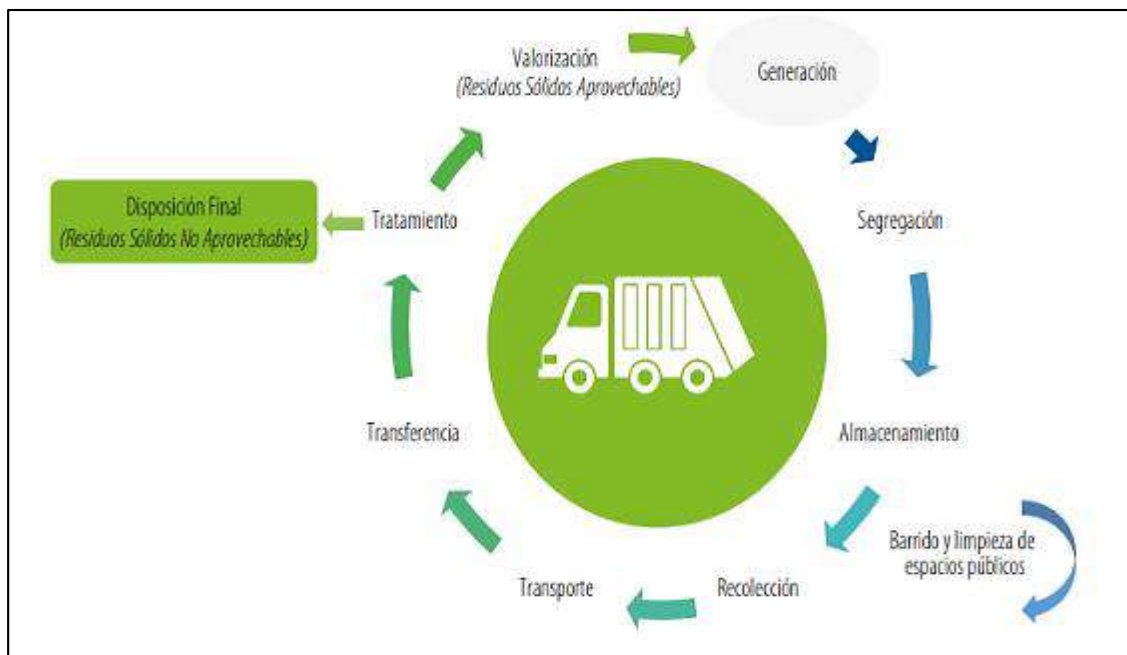 Valorización
(Residuos Sólidos Aprovechables)
Generación
Segregación
Almacenamiento
Barrido y limpieza de
espacios públicos
Recolección
Transporte
Transferencia
Tratamiento
Disposición Final
(Residuos Sólidos No Aprovechables)